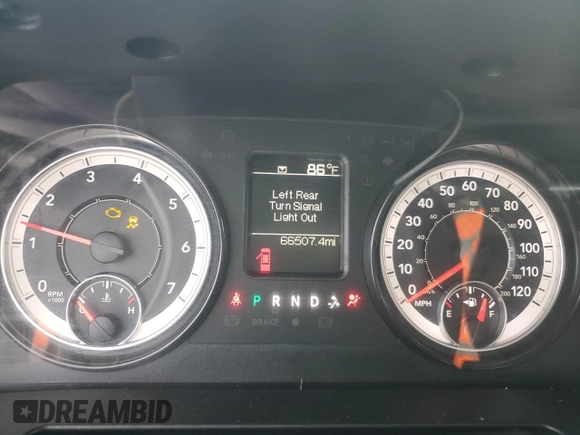 86°F
Left Rear
Turn Signal
Light Out
66507.4mi
0 1 2 3 4 5 6 7
RPM
x1000
C H
0 10 20 30 40 50 60 70 80 90 100 110 120
MPH
E F
P R N D
BRAKE
DREAMBID